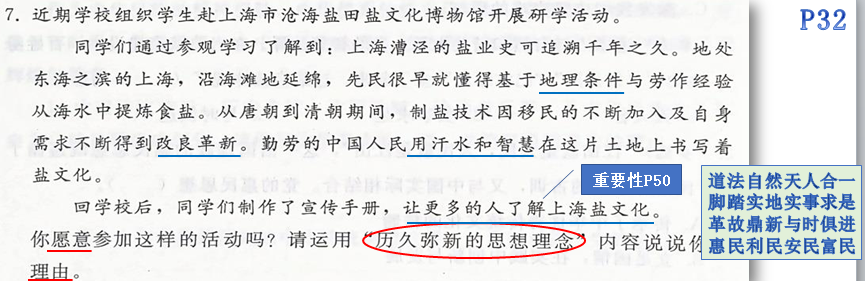 7. 近期学校组织学生赴上海市沧海盐田盐文化博物馆开展研学活动。
P32
同学们通过参观学习了解到：上海漕泾的盐业史可追溯千年之久。地处
东海之滨的上海，沿海滩地延绵，先民很早就懂得基于地理条件与劳作经验
从海水中提炼食盐。从唐朝到清朝期间，制盐技术因移民的不断加入及自身
需求不断得到改良革新。勤劳的中国人民用汗水和智慧在这片土地上书写着
盐文化。
重要性P50
回学校后，同学们制作了宣传手册，让更多的人了解上海盐文化。
你愿意参加这样的活动吗？请运用“历久弥新的思想理念”内容说说你
理由。
道法自然天人合一
脚踏实地实事求是
革故鼎新与时俱进
惠民利民安民富民